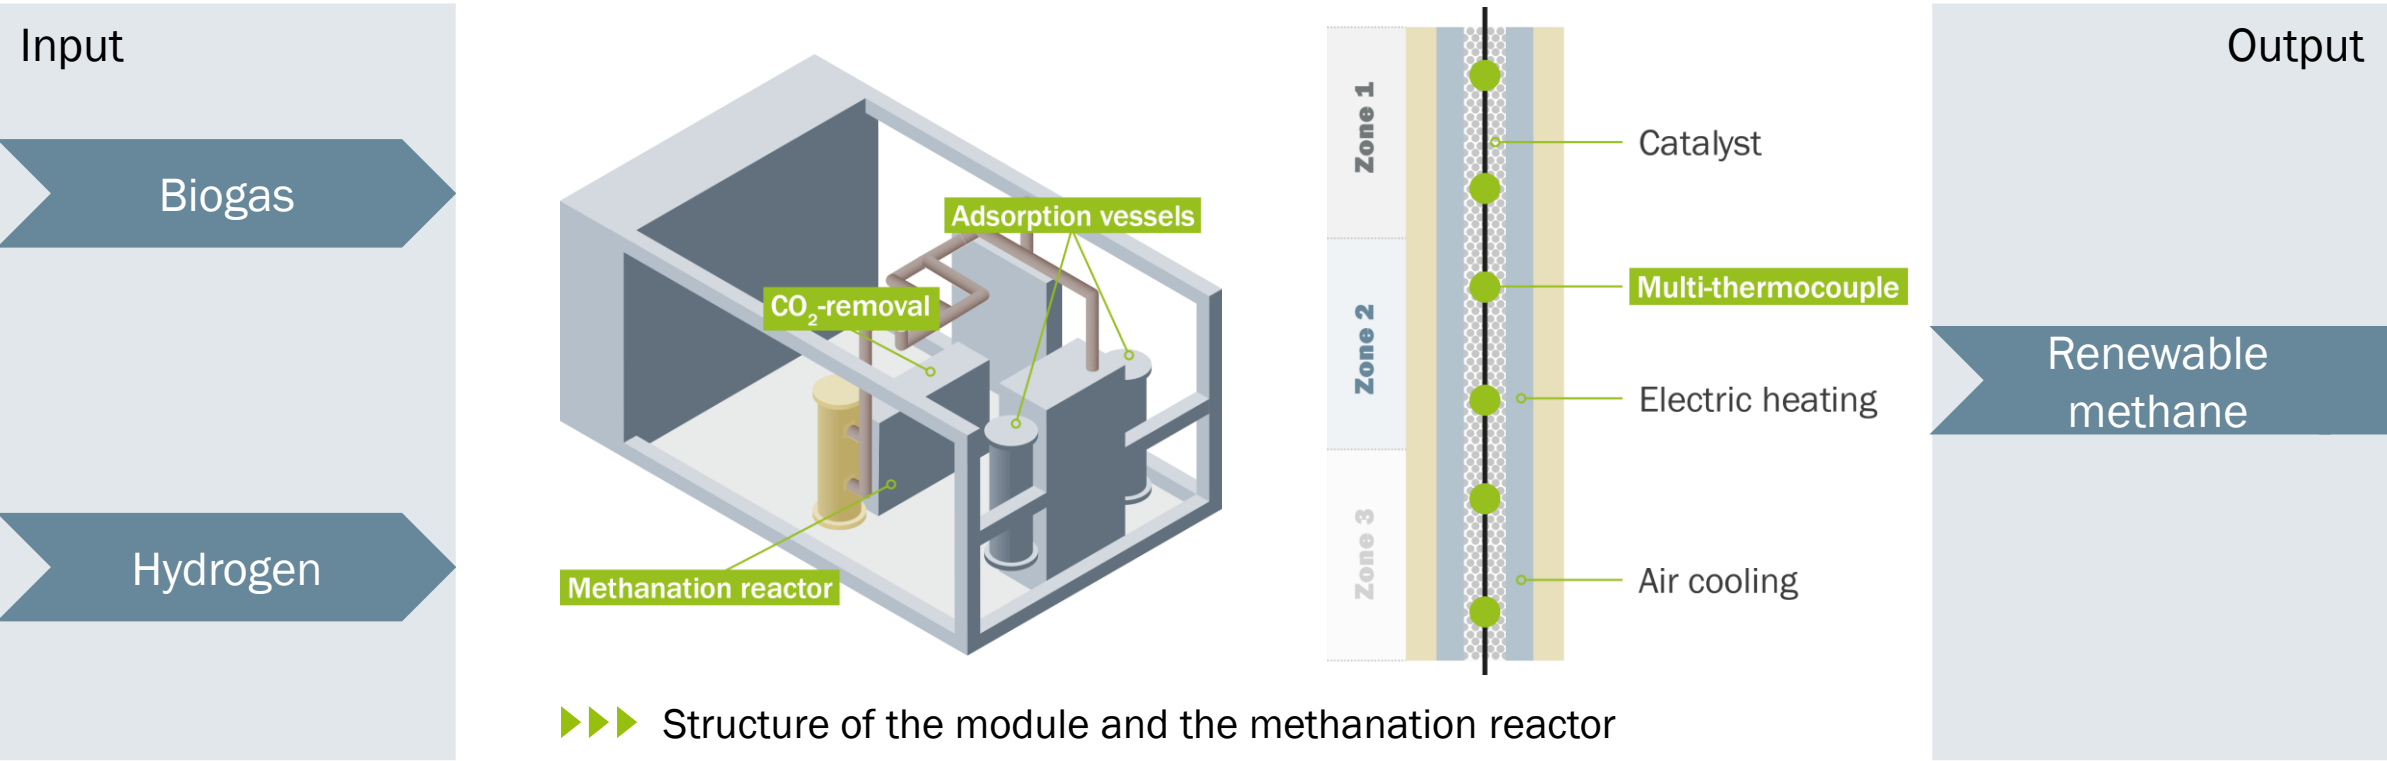 Input
Biogas
Hydrogen
Adsorption vessels
CO₂-removal
Methanation reactor
Zone 1
Zone 2
Zone 3
Catalyst
Multi-thermocouple
Electric heating
Air cooling
Structure of the module and the methanation reactor
Output
Renewable
methane